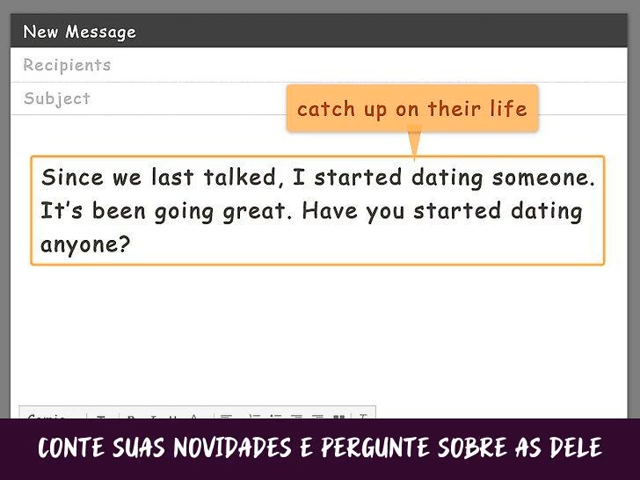 New Message
Recipients
Subject
catch up on their life
Since we last talked, I started dating someone.
It's been going great. Have you started dating
anyone?
CONTE SUAS NOVIDADES E PERGUNTE SOBRE AS DELE